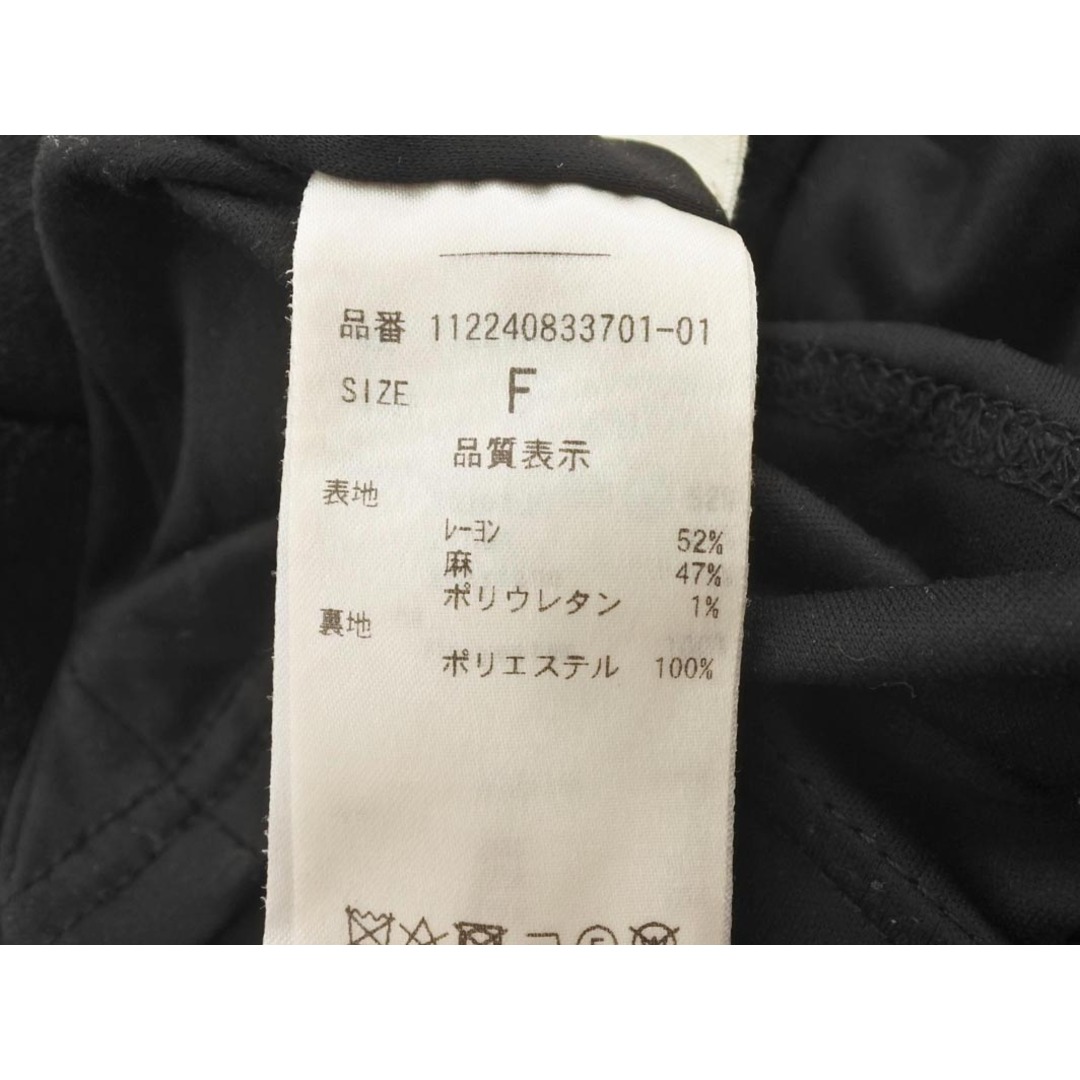 品番 112240833701-01
SIZE F
品質表示
表地
ﾚｰﾖﾝ 52%
麻 47%
ポリウレタン 1%
裏地
ポリエステル 100%